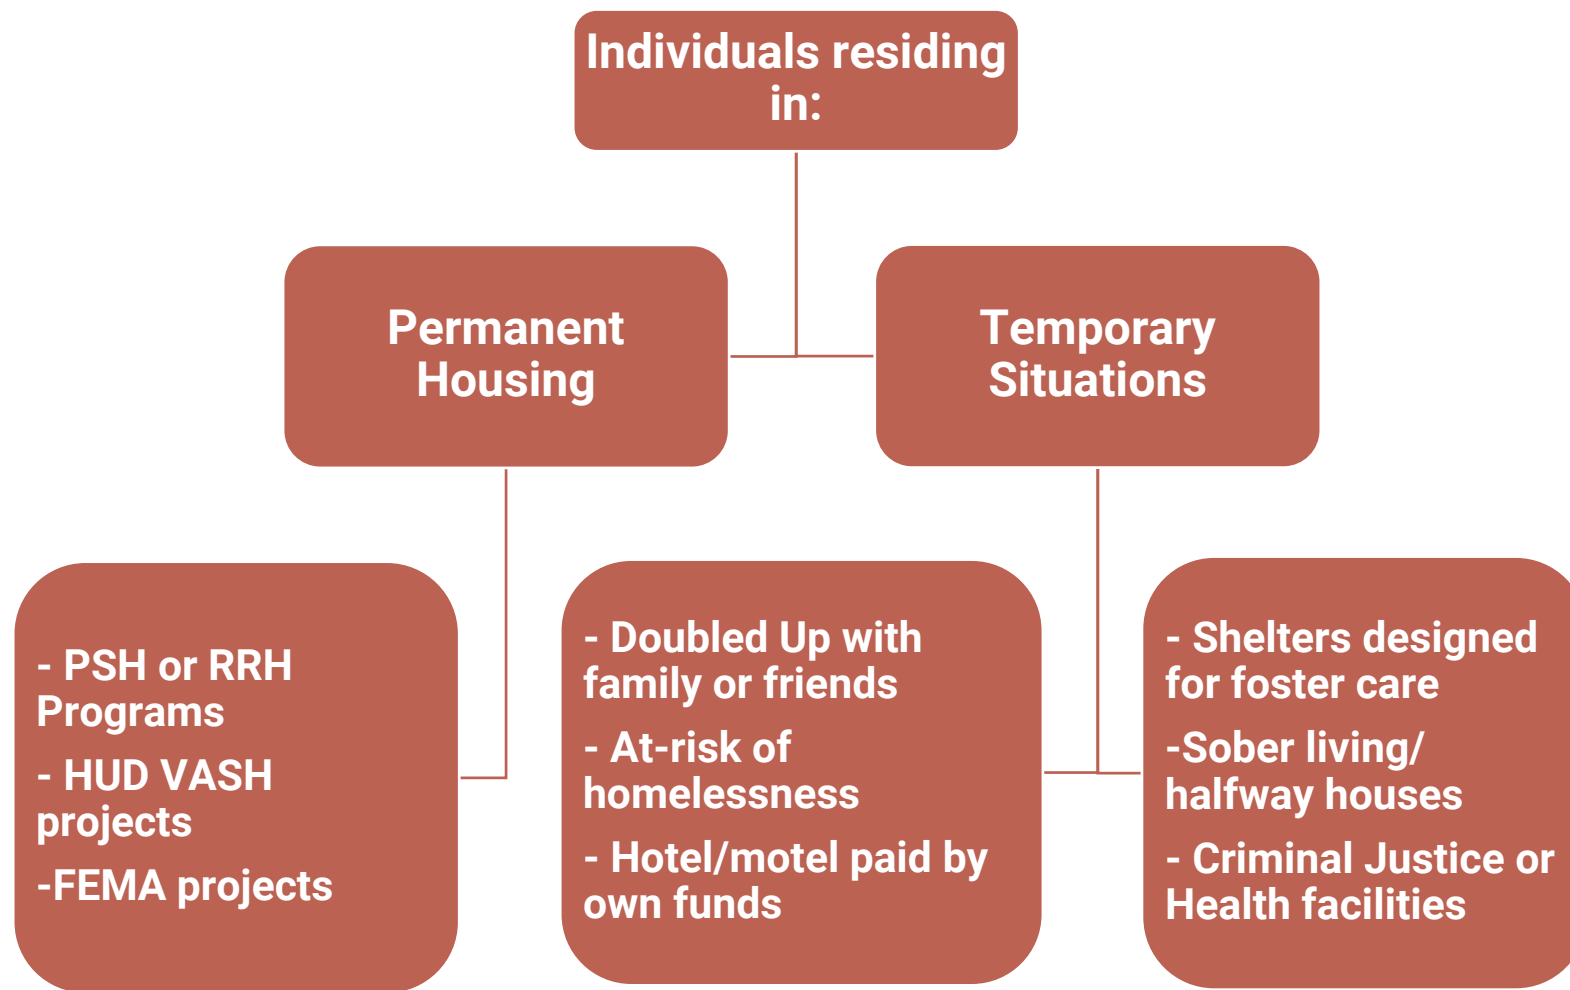 Individuals residing
in:
Permanent
Housing
Temporary
Situations
- PSH or RRH
Programs
- HUD VASH
projects
-FEMA projects
- Doubled Up with
family or friends
- At-risk of
homelessness
- Hotel/motel paid by
own funds
- Shelters designed
for foster care
-Sober living/
halfway houses
- Criminal Justice or
Health facilities